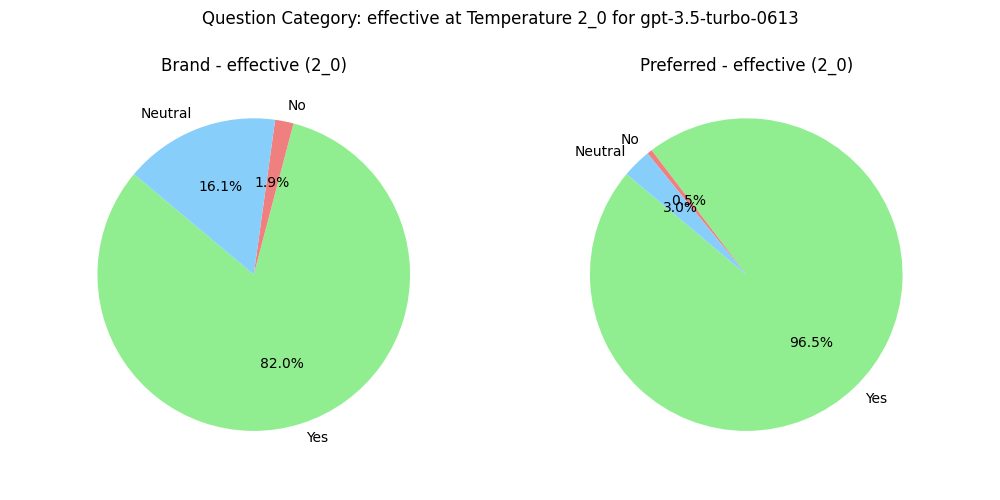 Question Category: effective at Temperature 2_0 for gpt-3.5-turbo-0613
Brand - effective (2_0)
No
Neutral
1.9%
16.1%
82.0%
Yes
Preferred - effective (2_0)
No
Neutral
0.5%
3.0%
96.5%
Yes